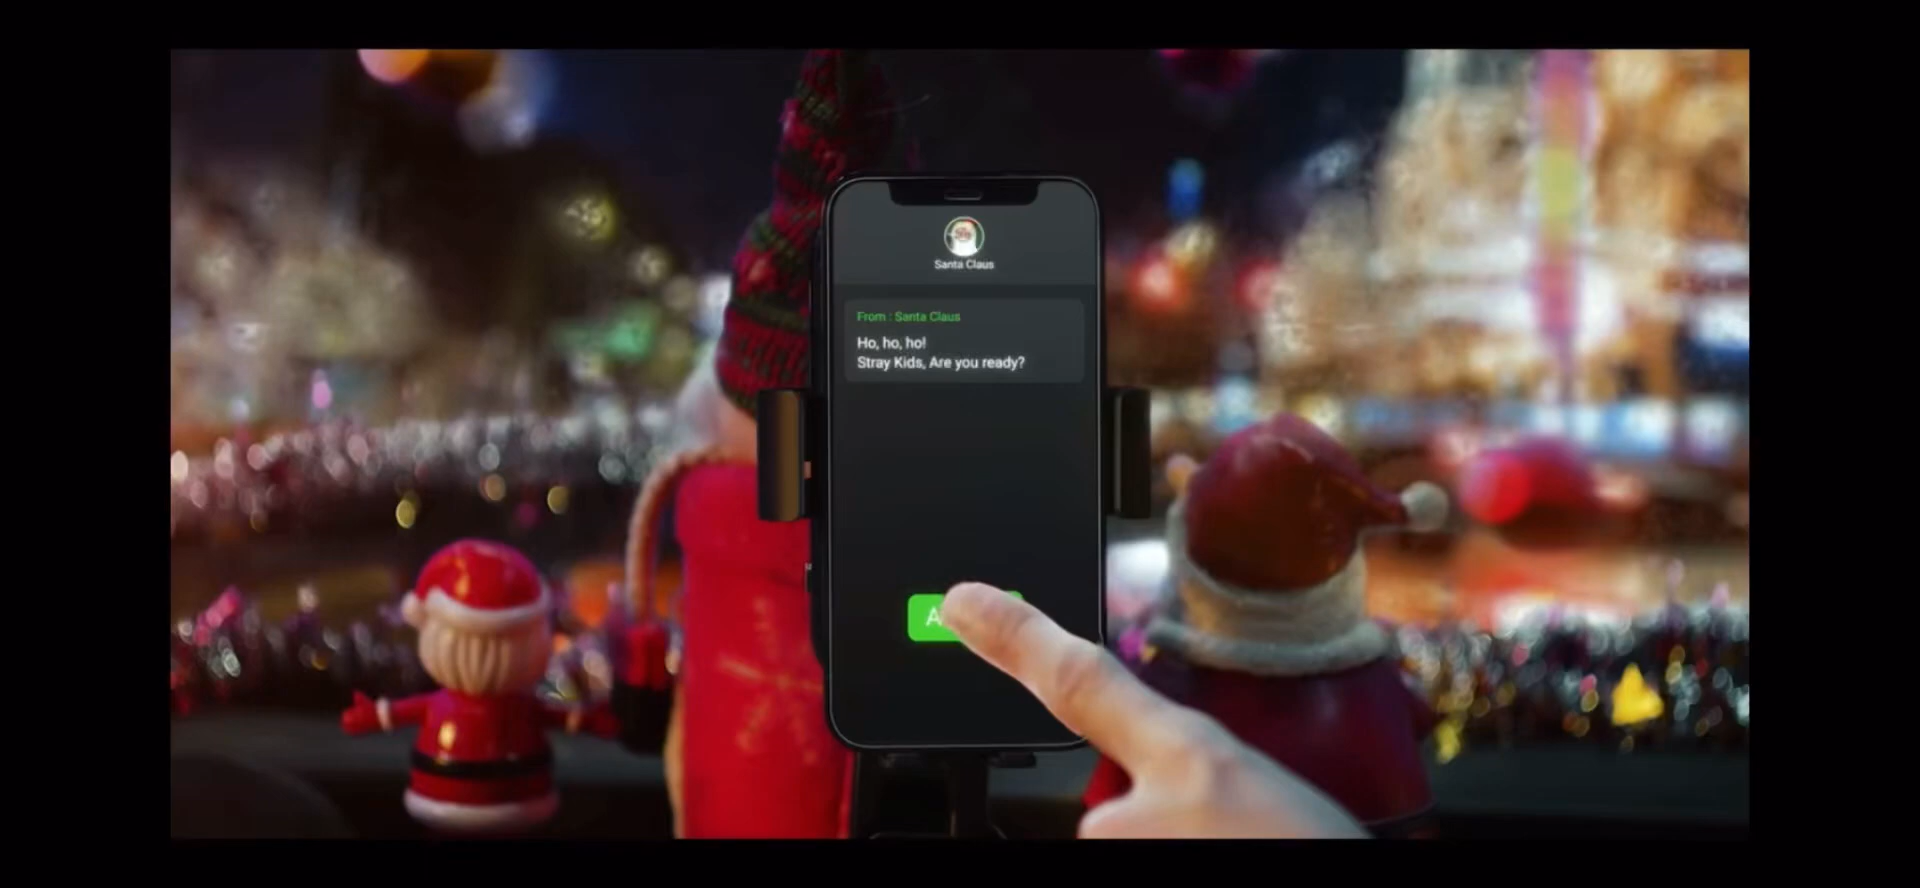 Santa Claus
From : Santa Claus
Ho, ho, ho!
Stray Kids, Are you ready?